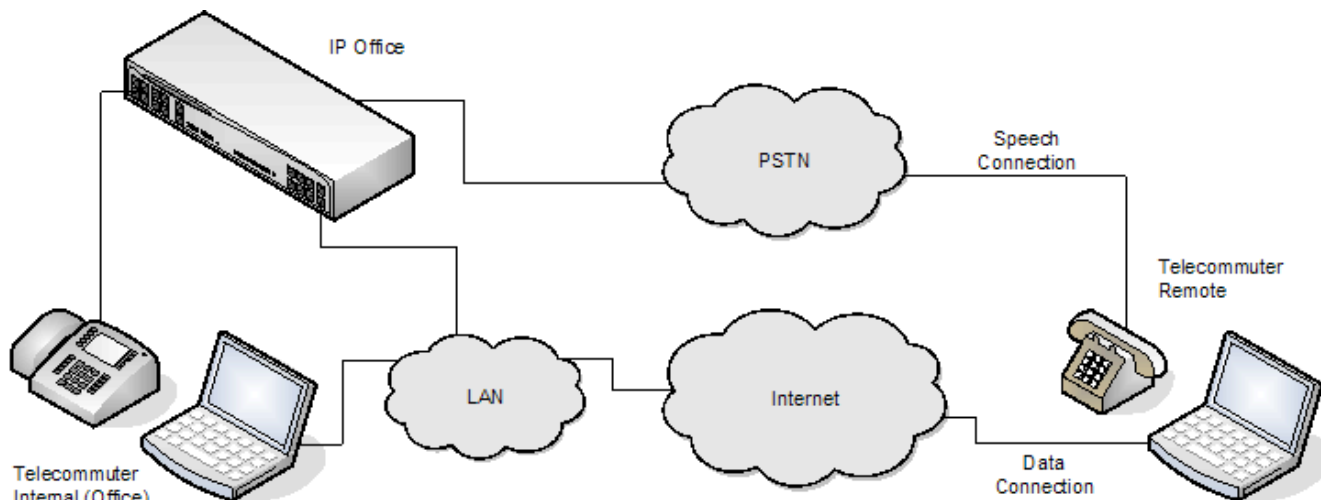 IP Office
PSTN
Speech
Connection
Telecommuter
Remote
LAN
Internet
Telecommuter
Internal (Office)
Data
Connection